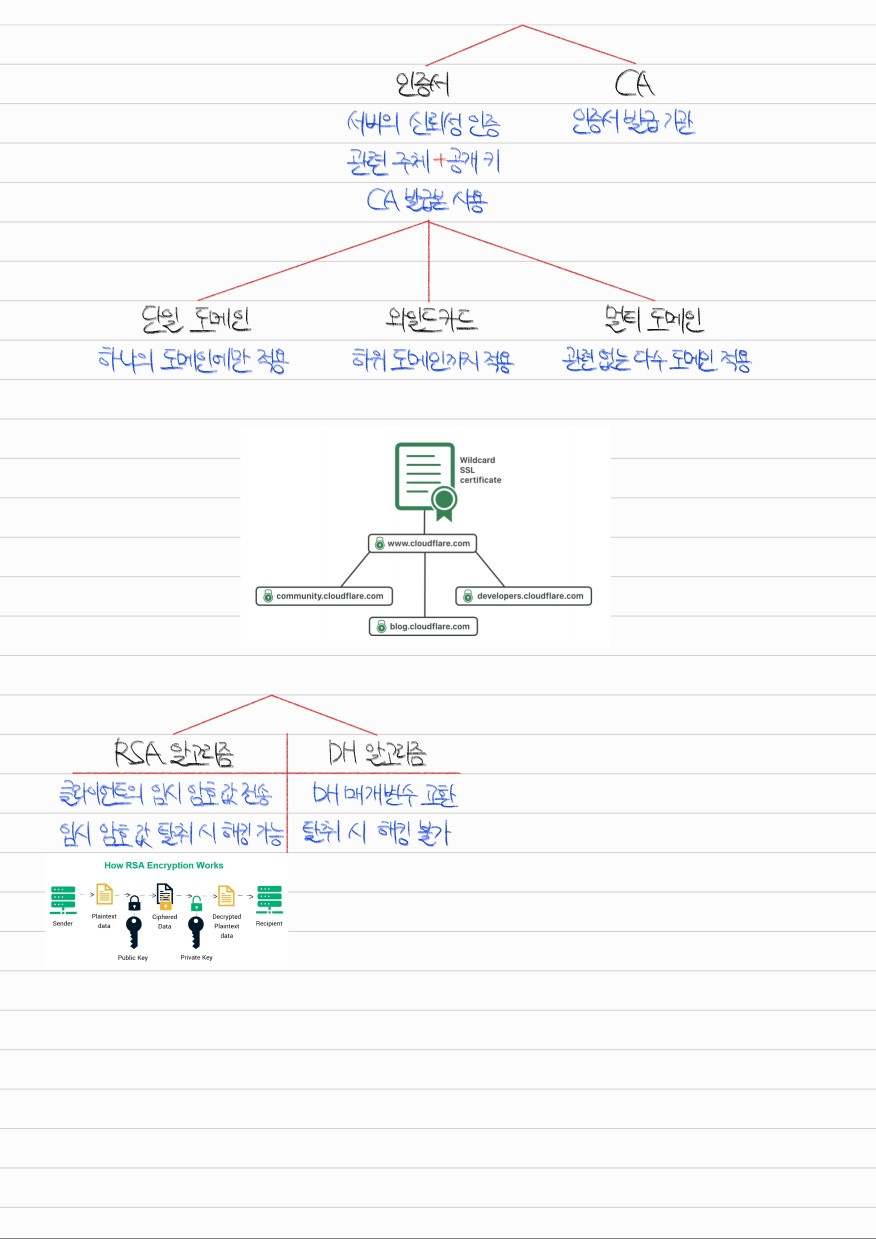 인증서 CA
서버의 신뢰성 인증 인증서 발급 기관
관련 주체+공개 키
CA 발급본 사용
단일 도메인 와일드카드 멀티 도메인
하나의 도메인에만 적용 하위 도메인까지 적용 관련 없는 다수 도메인 적용
Wildcard
SSL
certificate
www.cloudflare.com
community.cloudflare.com developers.cloudflare.com
blog.cloudflare.com
RSA 알고리즘 DH 알고리즘
클라이언트의 임시 암호 값 전송 DH 매개변수 교환
임시 암호 값 탈취 시 해킹 가능 탈취 시 해킹 불가
How RSA Encryption Works
Sender Plaintext data Ciphered Data Decrypted Plaintext data Recipient
Public Key Private Key